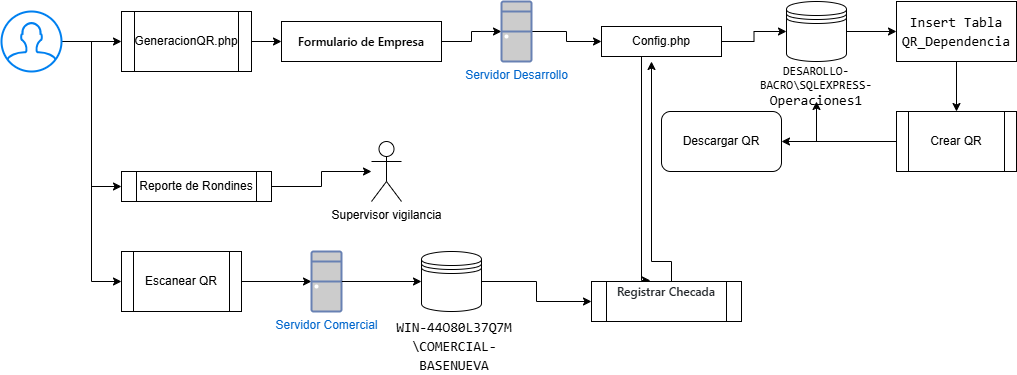 GeneracionQR.php
Formulario de Empresa
Servidor Desarrollo
Config.php
DESAROLLO-
BACRO\SQLEXPRESS-
Operaciones1
Insert Tabla
QR_Dependencia
Descargar QR
Crear QR
Reporte de Rondines
Supervisor vigilancia
Escanear QR
Servidor Comercial
WIN-44O80L37Q7M
\COMERCIAL-
BASENUEVA
Registrar Checada